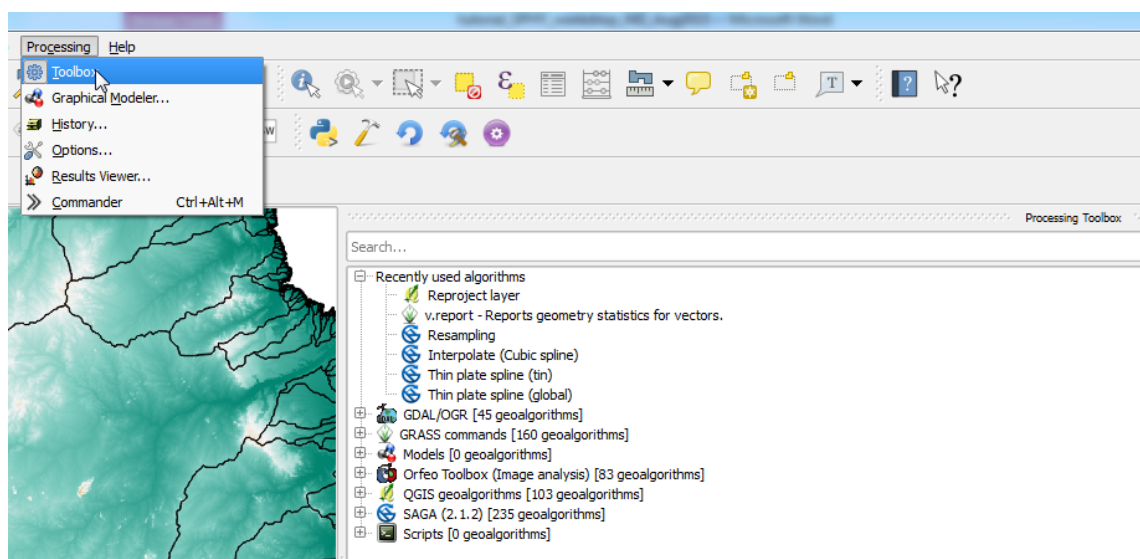 Processing Help
Toolbox
Graphical Modeler...
History...
Options...
Results Viewer...
Commander Ctrl+Alt+M
T
?
?
Processing Toolbox
Search...
Recently used algorithms
Reproject layer
v.report - Reports geometry statistics for vectors.
Resampling
Interpolate (Cubic spline)
Thin plate spline (tin)
Thin plate spline (global)
GDAL/OGR [45 geoalgorithms]
GRASS commands [160 geoalgorithms]
Models [0 geoalgorithms]
Orfeo Toolbox (Image analysis) [83 geoalgorithms]
QGIS geoalgorithms [103 geoalgorithms]
SAGA (2.1.2) [235 geoalgorithms]
Scripts [0 geoalgorithms]